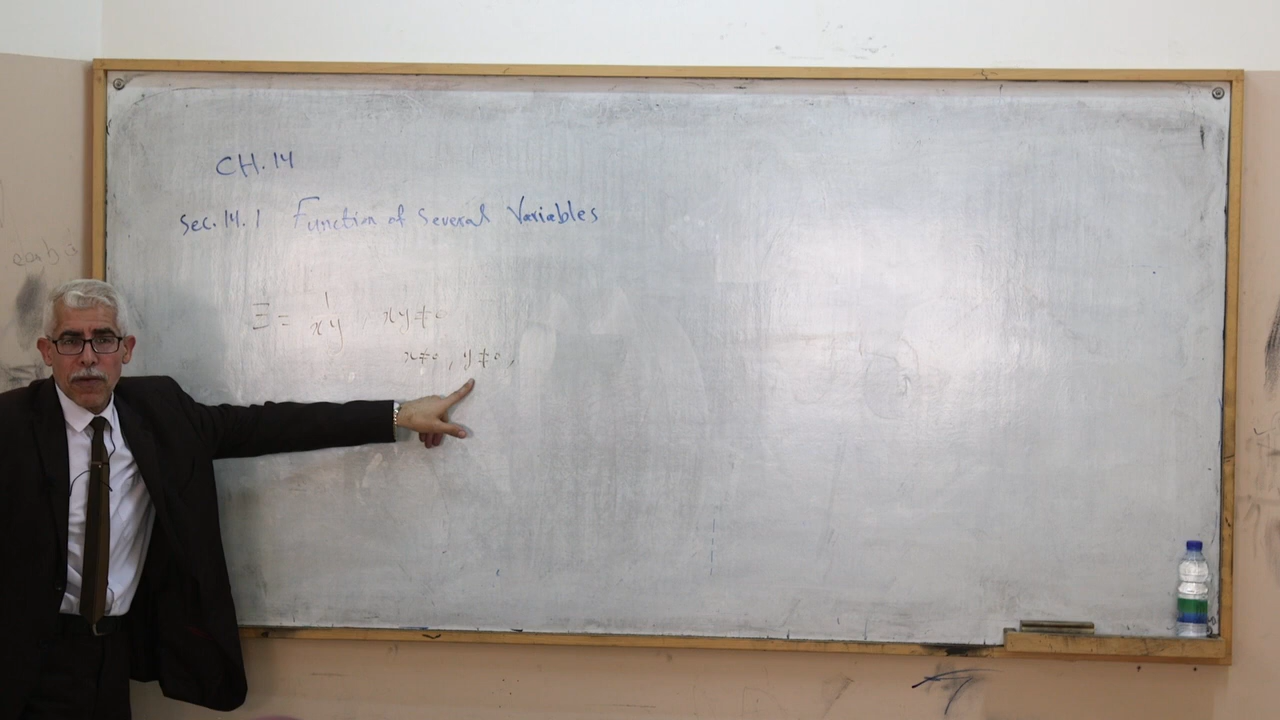 CH.14
Sec. 14.1 Function of Several Variables
Z = 1/xy , xy ≠ 0
x ≠ 0 , y ≠ 0 ,